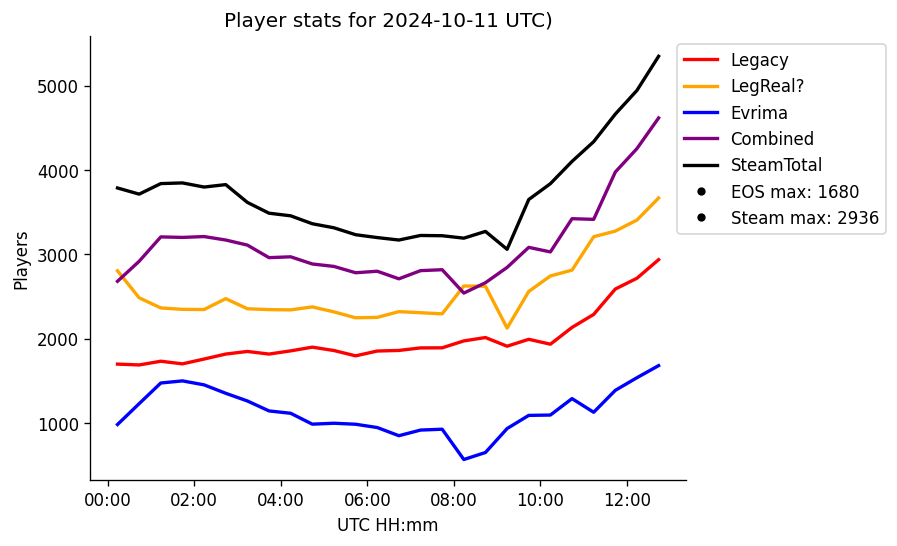 Player stats for 2024-10-11 UTC)
Legacy
LegReal?
Evrima
Combined
SteamTotal
EOS max: 1680
Steam max: 2936
Players
5000
4000
3000
2000
1000
00:00 02:00 04:00 06:00 08:00 10:00 12:00
UTC HH:mm